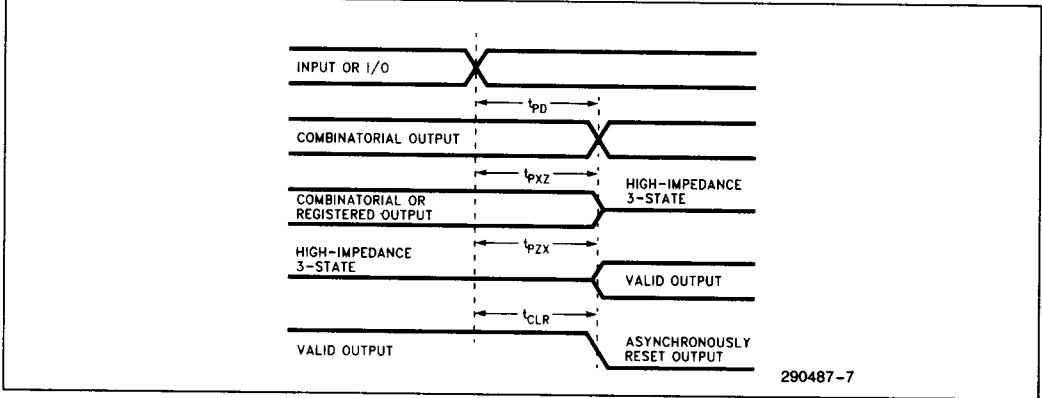 INPUT OR I/O
tPD
COMBINATORIAL OUTPUT
tPXZ
HIGH-IMPEDANCE
3-STATE
COMBINATORIAL OR
REGISTERED OUTPUT
tPZX
HIGH-IMPEDANCE
3-STATE
VALID OUTPUT
tCLR
VALID OUTPUT
ASYNCHRONOUSLY
RESET OUTPUT
290487-7